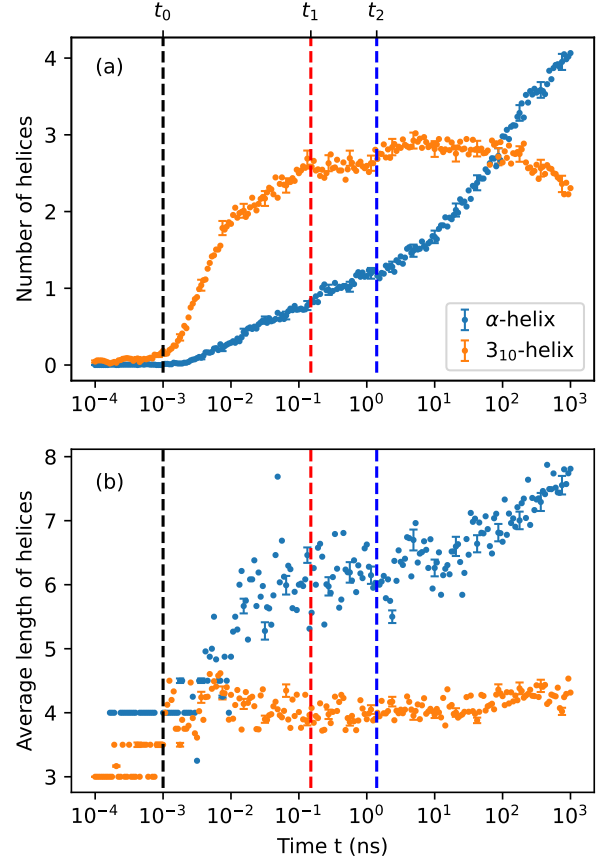 t₀ t₁ t₂
(a)
Number of helices
4
3
2
1
0
α-helix
3₁₀-helix
10⁻⁴ 10⁻³ 10⁻² 10⁻¹ 10⁰ 10¹ 10² 10³
(b)
Average length of helices
8
7
6
5
4
3
10⁻⁴ 10⁻³ 10⁻² 10⁻¹ 10⁰ 10¹ 10² 10³
Time t (ns)